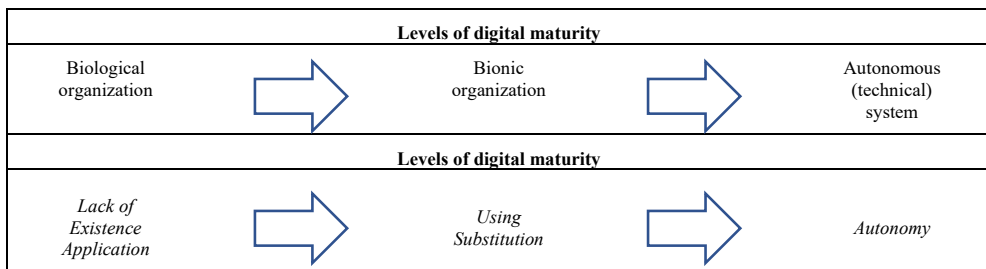 Levels of digital maturity
Biological
organization
Bionic
organization
Autonomous
(technical)
system
Levels of digital maturity
Lack of
Existence
Application
Using
Substitution
Autonomy